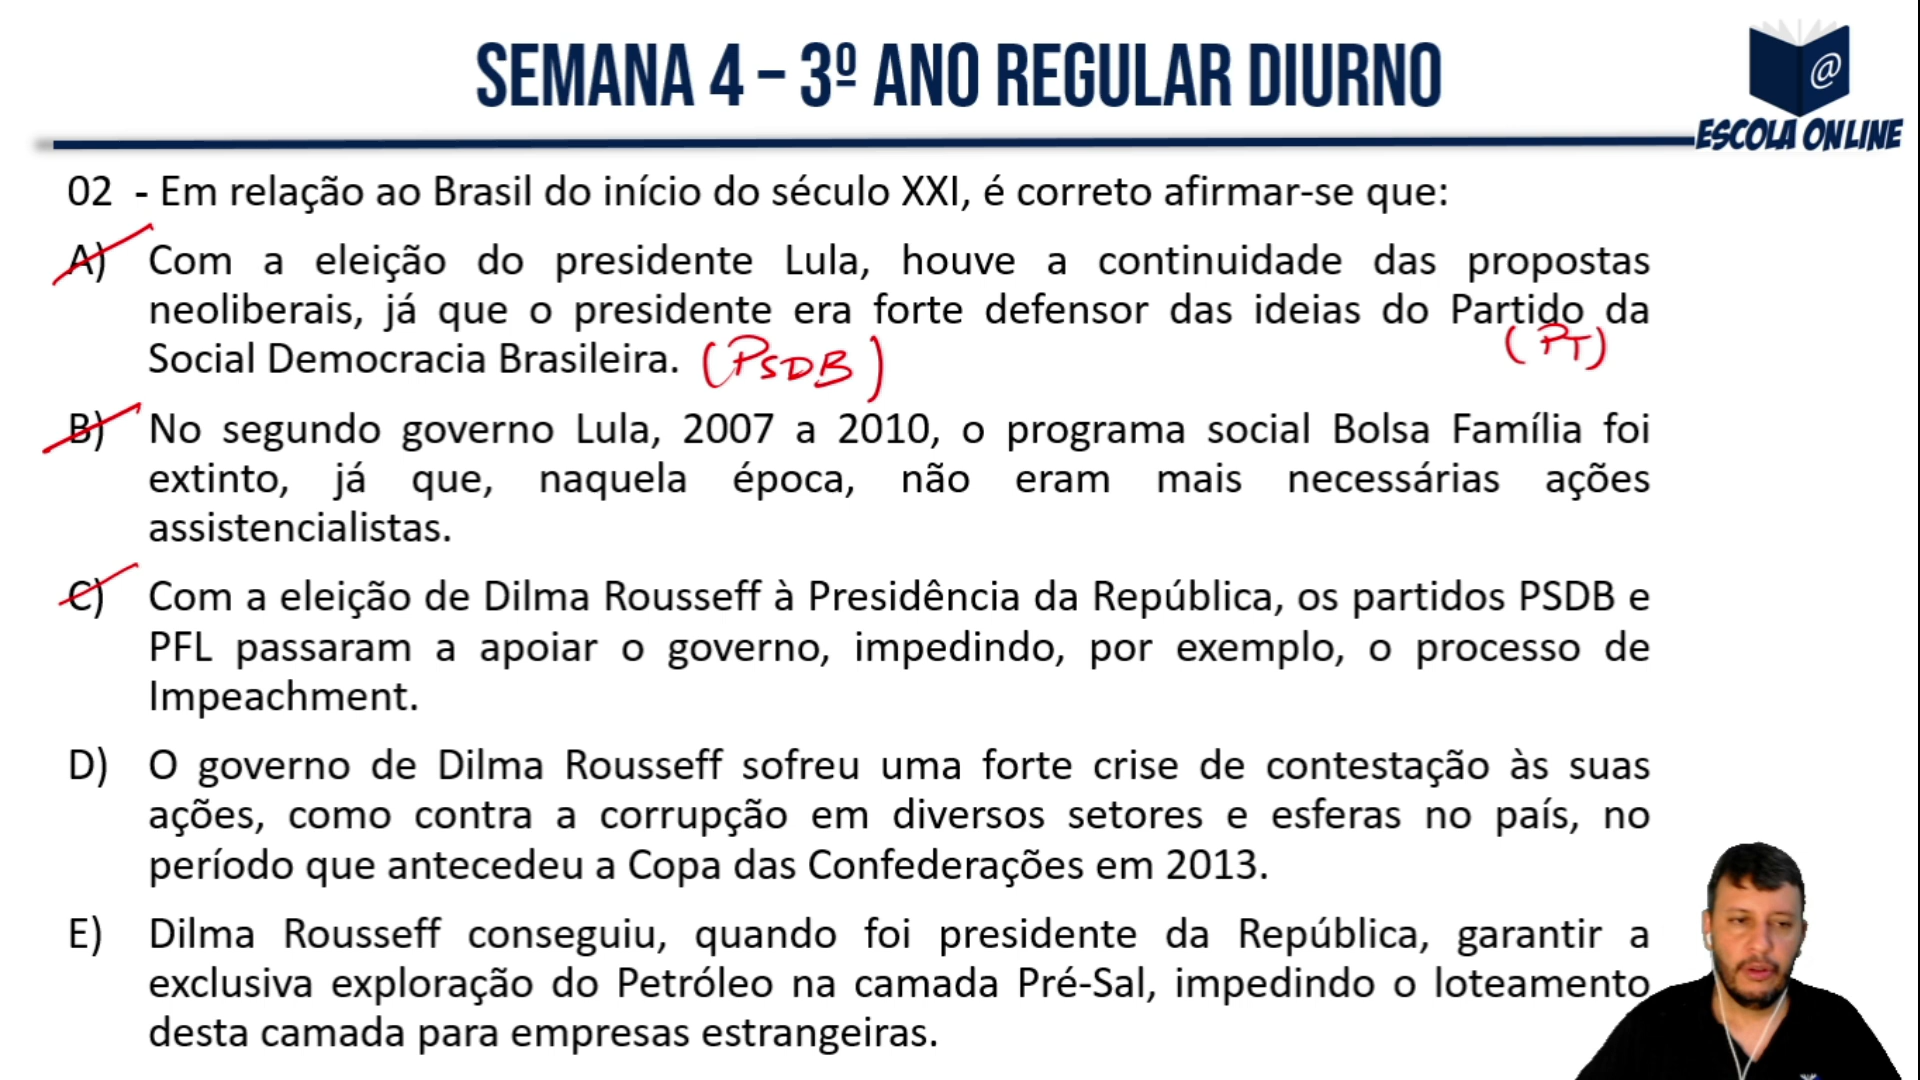 SEMANA 4 – 3º ANO REGULAR DIURNO
@
ESCOLA ONLINE
02 - Em relação ao Brasil do início do século XXI, é correto afirmar-se que:
A) Com a eleição do presidente Lula, houve a continuidade das propostas
neoliberais, já que o presidente era forte defensor das ideias do Partido da
(PT)
Social Democracia Brasileira. (PSDB)
B) No segundo governo Lula, 2007 a 2010, o programa social Bolsa Família foi
extinto, já que, naquela época, não eram mais necessárias ações
assistencialistas.
C) Com a eleição de Dilma Rousseff à Presidência da República, os partidos PSDB e
PFL passaram a apoiar o governo, impedindo, por exemplo, o processo de
Impeachment.
D) O governo de Dilma Rousseff sofreu uma forte crise de contestação às suas
ações, como contra a corrupção em diversos setores e esferas no país, no
período que antecedeu a Copa das Confederações em 2013.
E) Dilma Rousseff conseguiu, quando foi presidente da República, garantir a
exclusiva exploração do Petróleo na camada Pré-Sal, impedindo o loteamento
desta camada para empresas estrangeiras.